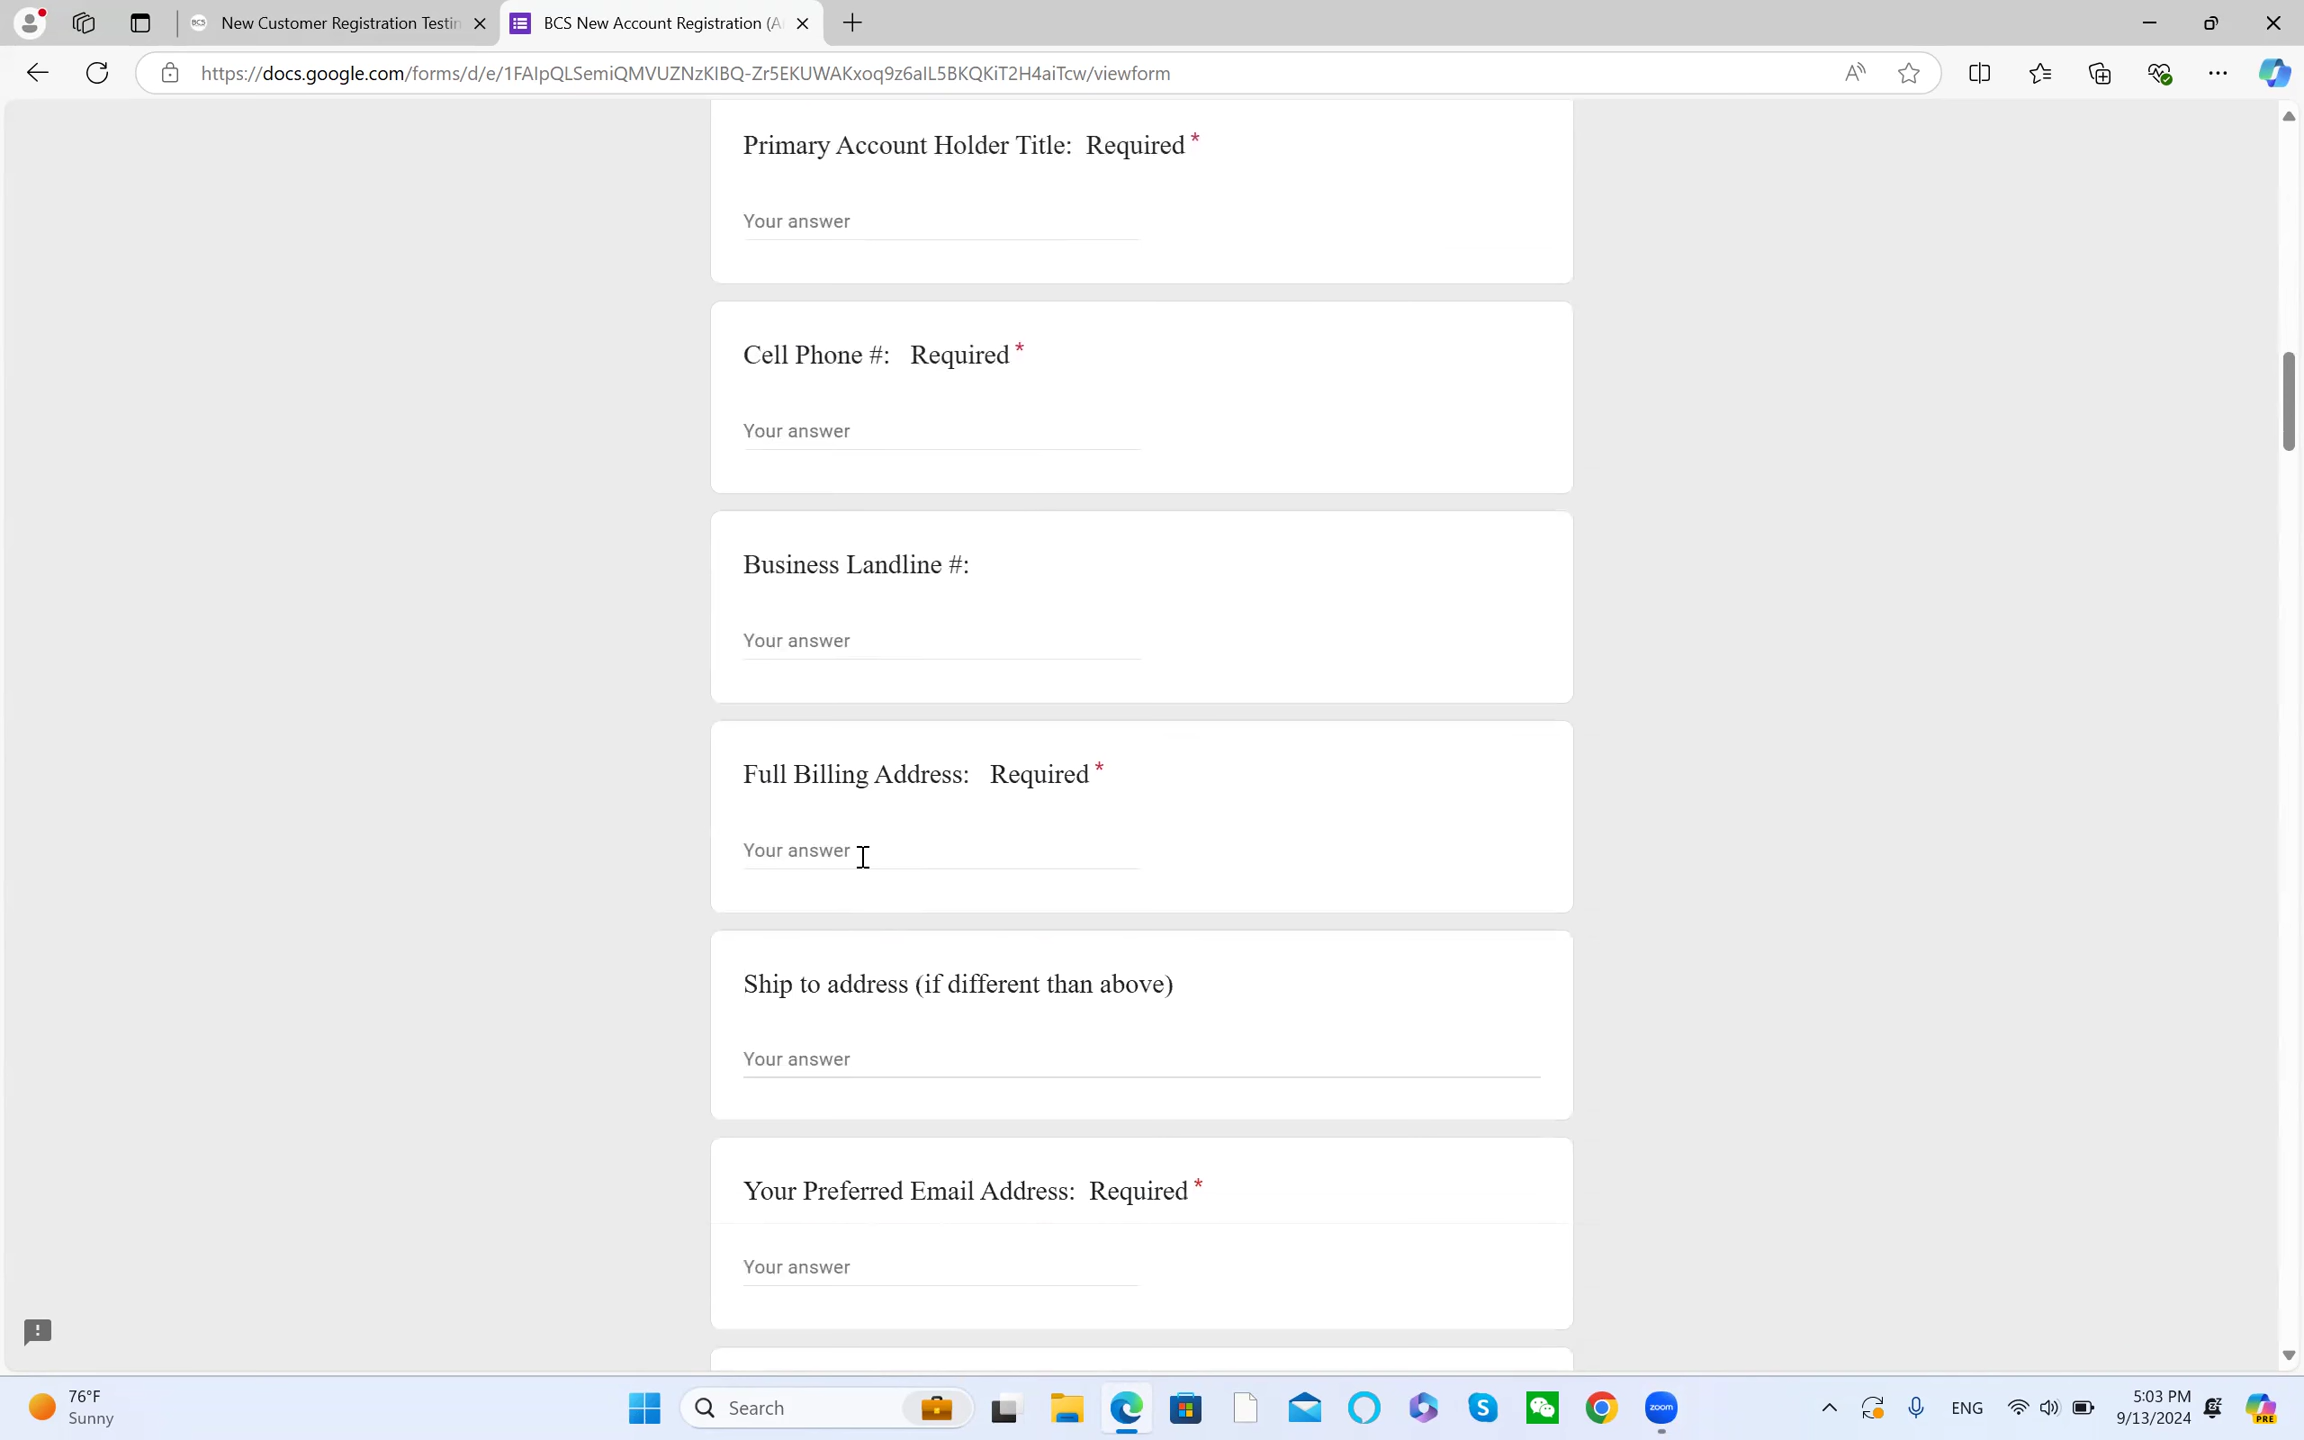 New Customer Registration Testin
BCS New Account Registration (A
https://docs.google.com/forms/d/e/1FAIpQLSemiQMVUZNzKIBQ-Zr5EKUWAKxoq9z6aIL5BKQKiT2H4aiTcw/viewform
Primary Account Holder Title:  Required *
Your answer
Cell Phone #:   Required *
Your answer
Business Landline #:
Your answer
Full Billing Address:   Required *
Your answer
Ship to address (if different than above)
Your answer
Your Preferred Email Address:  Required *
Your answer
76°F
Sunny
Search
zoom
ENG
5:03 PM
9/13/2024
PRE